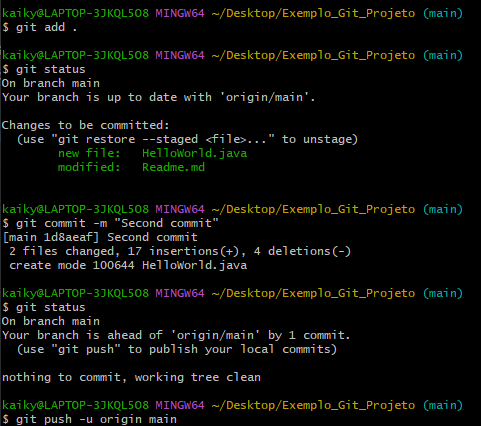 kaiky@LAPTOP-3JKQL5O8 MINGW64 ~/Desktop/Exemplo_Git_Projeto (main)
$ git add .
kaiky@LAPTOP-3JKQL5O8 MINGW64 ~/Desktop/Exemplo_Git_Projeto (main)
$ git status
On branch main
Your branch is up to date with 'origin/main'.
Changes to be committed:
(use "git restore --staged <file>..." to unstage)
new file: HelloWorld.java
modified: Readme.md
kaiky@LAPTOP-3JKQL5O8 MINGW64 ~/Desktop/Exemplo_Git_Projeto (main)
$ git commit -m "Second commit"
[main 1d8aeaf] Second commit
2 files changed, 17 insertions(+), 4 deletions(-)
create mode 100644 HelloWorld.java
kaiky@LAPTOP-3JKQL5O8 MINGW64 ~/Desktop/Exemplo_Git_Projeto (main)
$ git status
On branch main
Your branch is ahead of 'origin/main' by 1 commit.
(use "git push" to publish your local commits)
nothing to commit, working tree clean
kaiky@LAPTOP-3JKQL5O8 MINGW64 ~/Desktop/Exemplo_Git_Projeto (main)
$ git push -u origin main